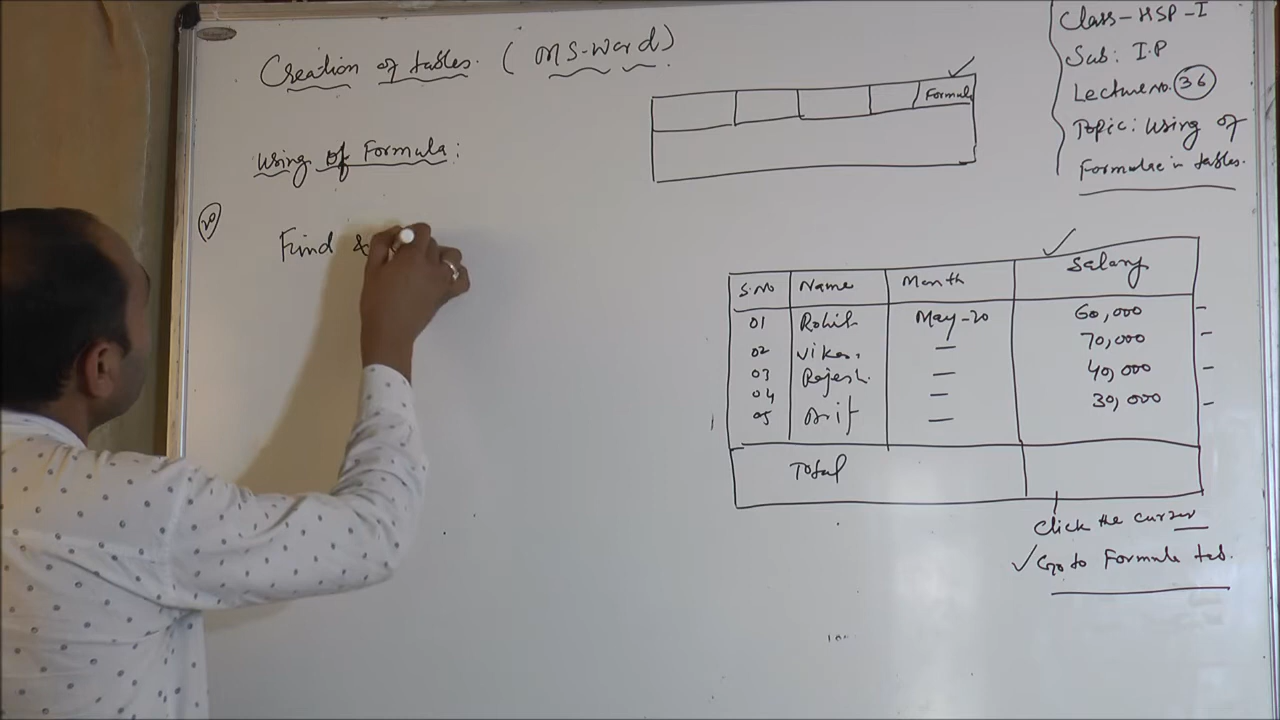 Creation of tables. ( MS-Word )
Using of Formula:
Find &
Formula
Class - HSP - I
Sub: I.P
Lecture no. 36
Topic: Using of
Formulae in tables.
S.No Name Month Salary
01 Rohit May-20 60,000
02 Vikas. — 70,000
03 Rajesh. — 40,000
04 — 30,000
05 Arif —
Total
Click the curser
Go to Formula tab.